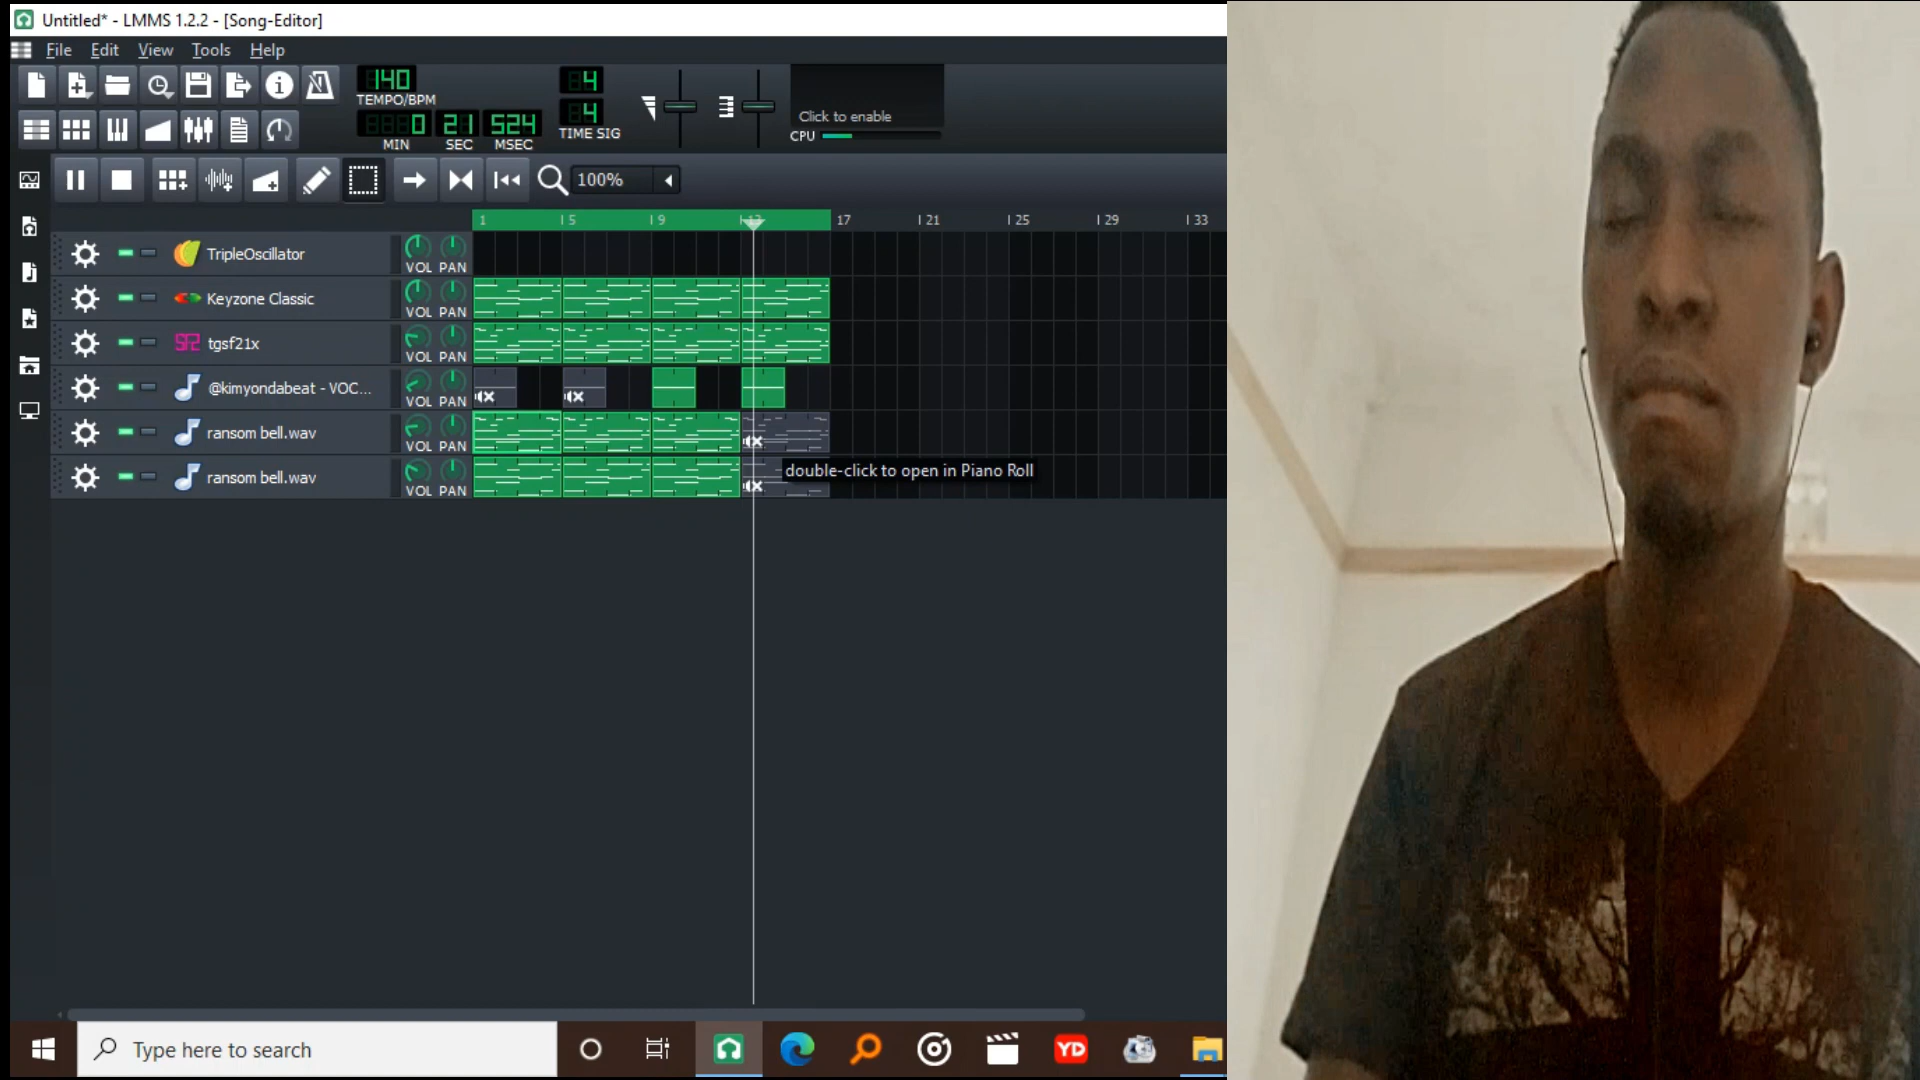 Untitled* - LMMS 1.2.2 - [Song-Editor]
File Edit View Tools Help
140
TEMPO/BPM
0 21 524
MIN SEC MSEC
4
4
TIME SIG
Click to enable
CPU
100%
1 5 9 13 17 21 25 29 33
TripleOscillator VOL PAN
Keyzone Classic VOL PAN
tgsf21x VOL PAN
@kimyondabeat - VOC... VOL PAN
ransom bell.wav VOL PAN
double-click to open in Piano Roll
ransom bell.wav VOL PAN
Type here to search
YD